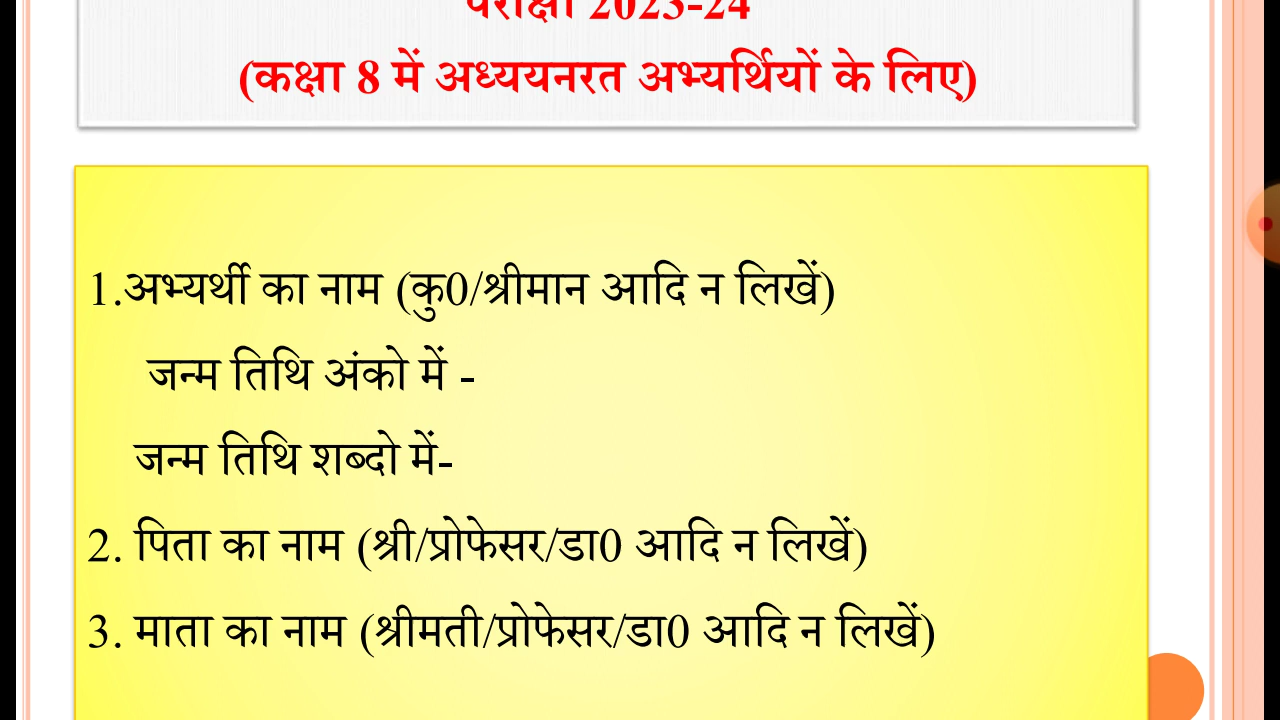 परीक्षा 2023-24
(कक्षा 8 में अध्ययनरत अभ्यर्थियों के लिए)
1.अभ्यर्थी का नाम (कु0/श्रीमान आदि न लिखें)
जन्म तिथि अंको में -
जन्म तिथि शब्दो में-
2. पिता का नाम (श्री/प्रोफेसर/डा0 आदि न लिखें)
3. माता का नाम (श्रीमती/प्रोफेसर/डा0 आदि न लिखें)